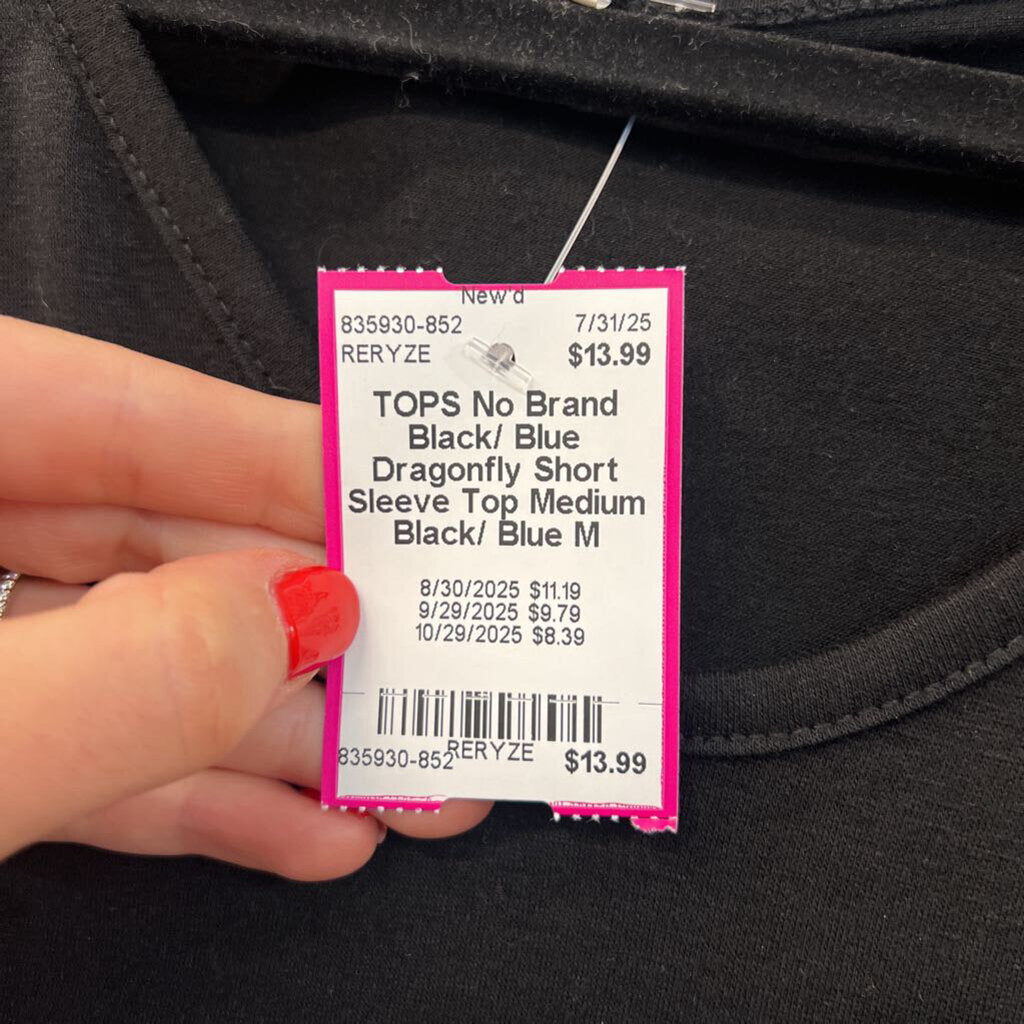 New'd
835930-852 7/31/25
RERYZE $13.99
TOPS No Brand
Black/ Blue
Dragonfly Short
Sleeve Top Medium
Black/ Blue M
8/30/2025 $11.19
9/29/2025 $9.79
10/29/2025 $8.39
835930-852 RERYZE $13.99